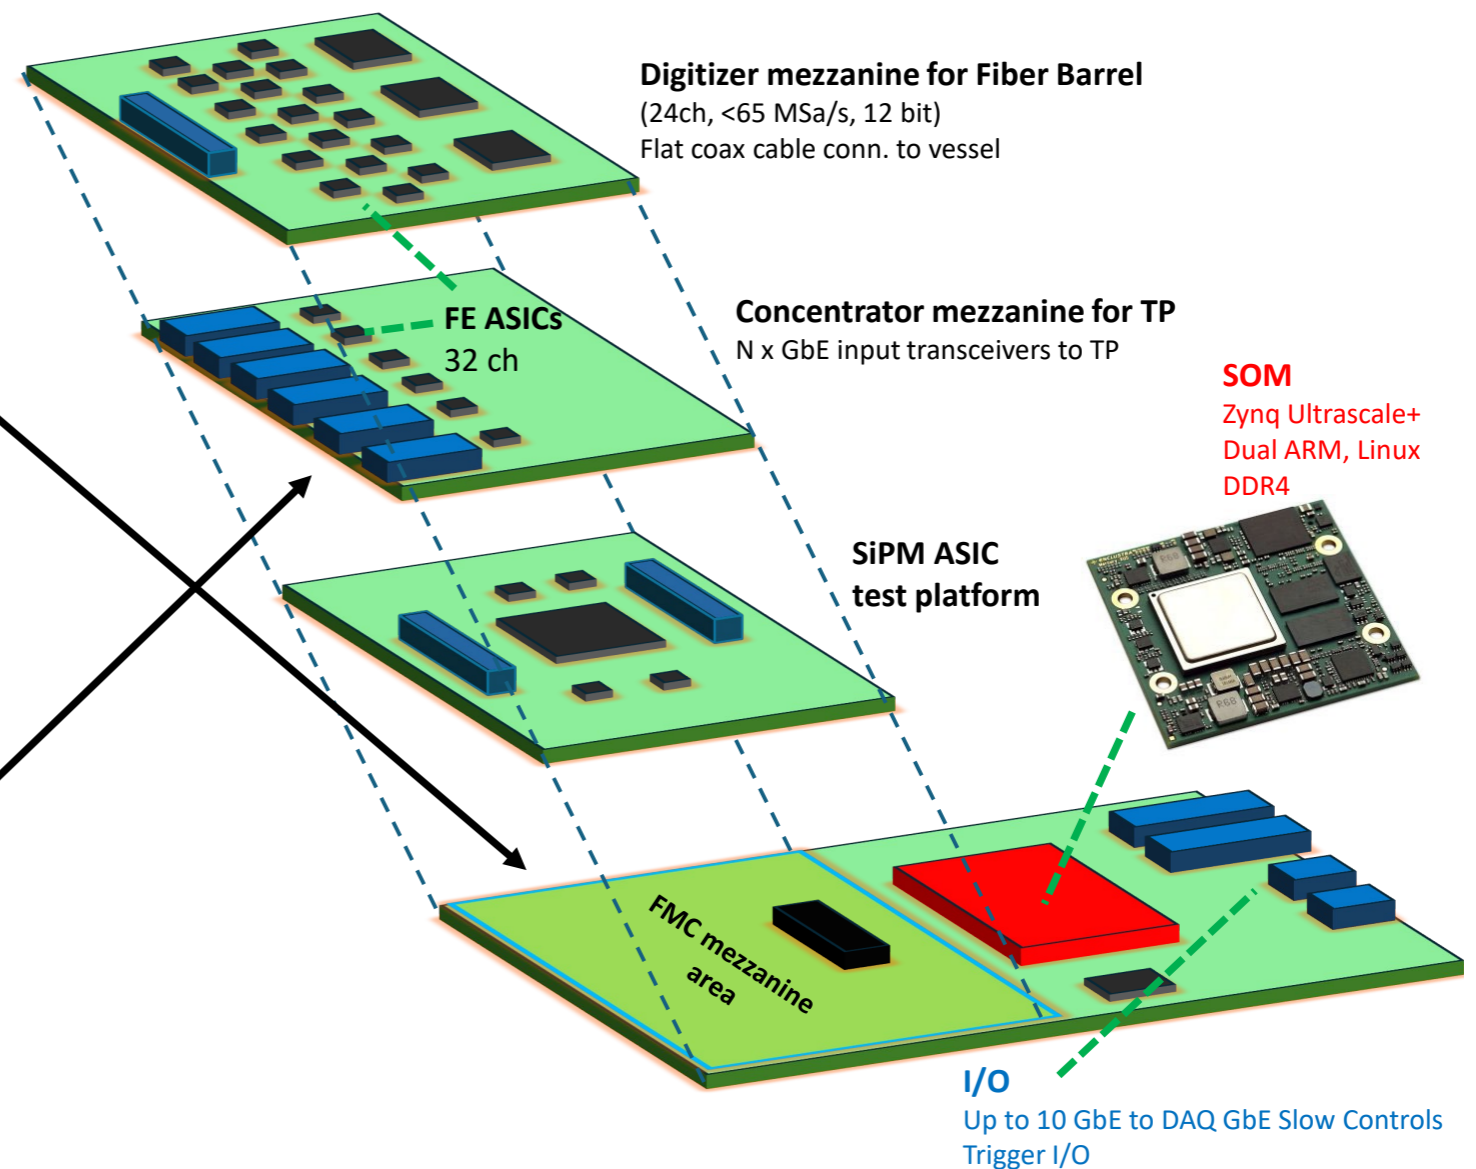 Digitizer mezzanine for Fiber Barrel
(24ch, <65 MSa/s, 12 bit)
Flat coax cable conn. to vessel
FE ASICs
32 ch
Concentrator mezzanine for TP
N x GbE input transceivers to TP
SOM
Zynq Ultrascale+
Dual ARM, Linux
DDR4
SiPM ASIC
test platform
R68
R68
FMC mezzanine
area
I/O
Up to 10 GbE to DAQ GbE Slow Controls
Trigger I/O